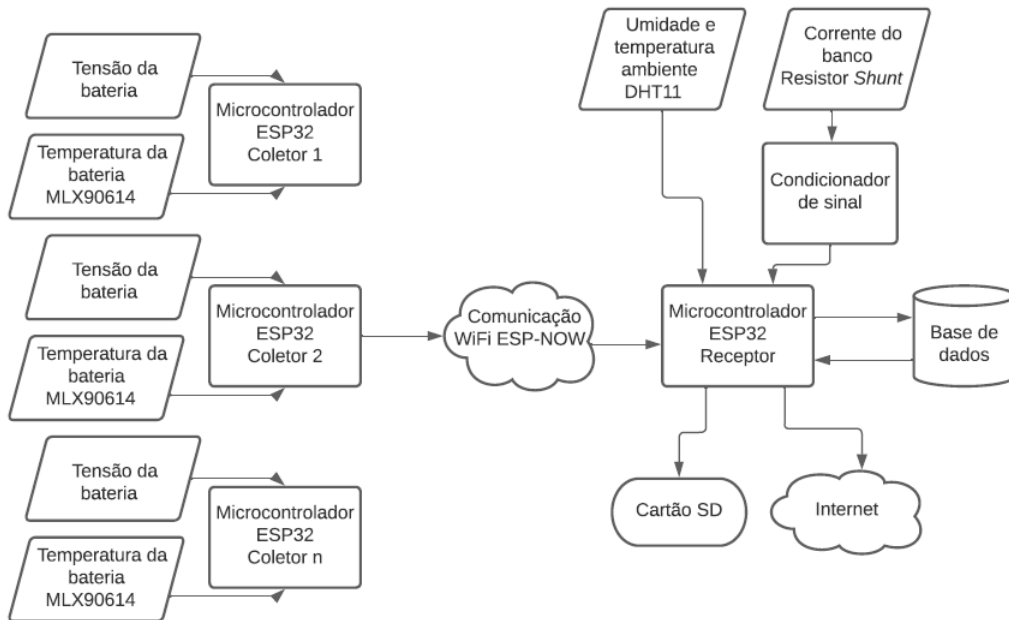 Tensão da
bateria
Temperatura da
bateria
MLX90614
Microcontrolador
ESP32
Coletor 1
Tensão da
bateria
Temperatura da
bateria
MLX90614
Microcontrolador
ESP32
Coletor 2
Tensão da
bateria
Temperatura da
bateria
MLX90614
Microcontrolador
ESP32
Coletor n
Comunicação
WiFi ESP-NOW
Umidade e
temperatura
ambiente
DHT11
Corrente do
banco
Resistor Shunt
Condicionador
de sinal
Microcontrolador
ESP32
Receptor
Base de
dados
Cartão SD
Internet